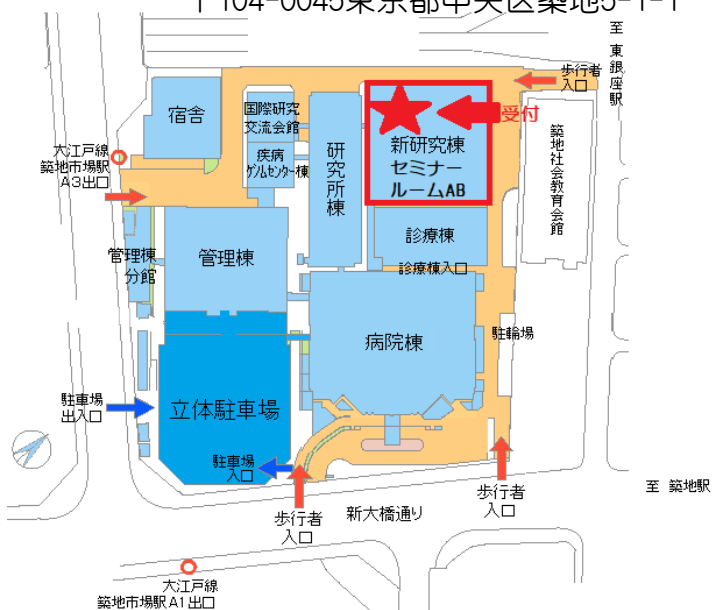 〒104-0045東京都中央区築地5-1-1
至
東
銀
座
駅
歩行者
入口
受付
宿舎
国際研究
交流会館
疾病
ゲノムセンター棟
研
究
所
棟
新研究棟
セミナー
ルームAB
築
地
社
会
教
育
会
館
大江戸線
築地市場駅
A3出口
診療棟
診療棟入口
管理棟
分館
管理棟
病院棟
駐輪場
駐車場
出入口
立体駐車場
駐車場
入口
歩行者
入口
新大橋通り
歩行者
入口
至 築地駅
大江戸線
築地市場駅A1出口